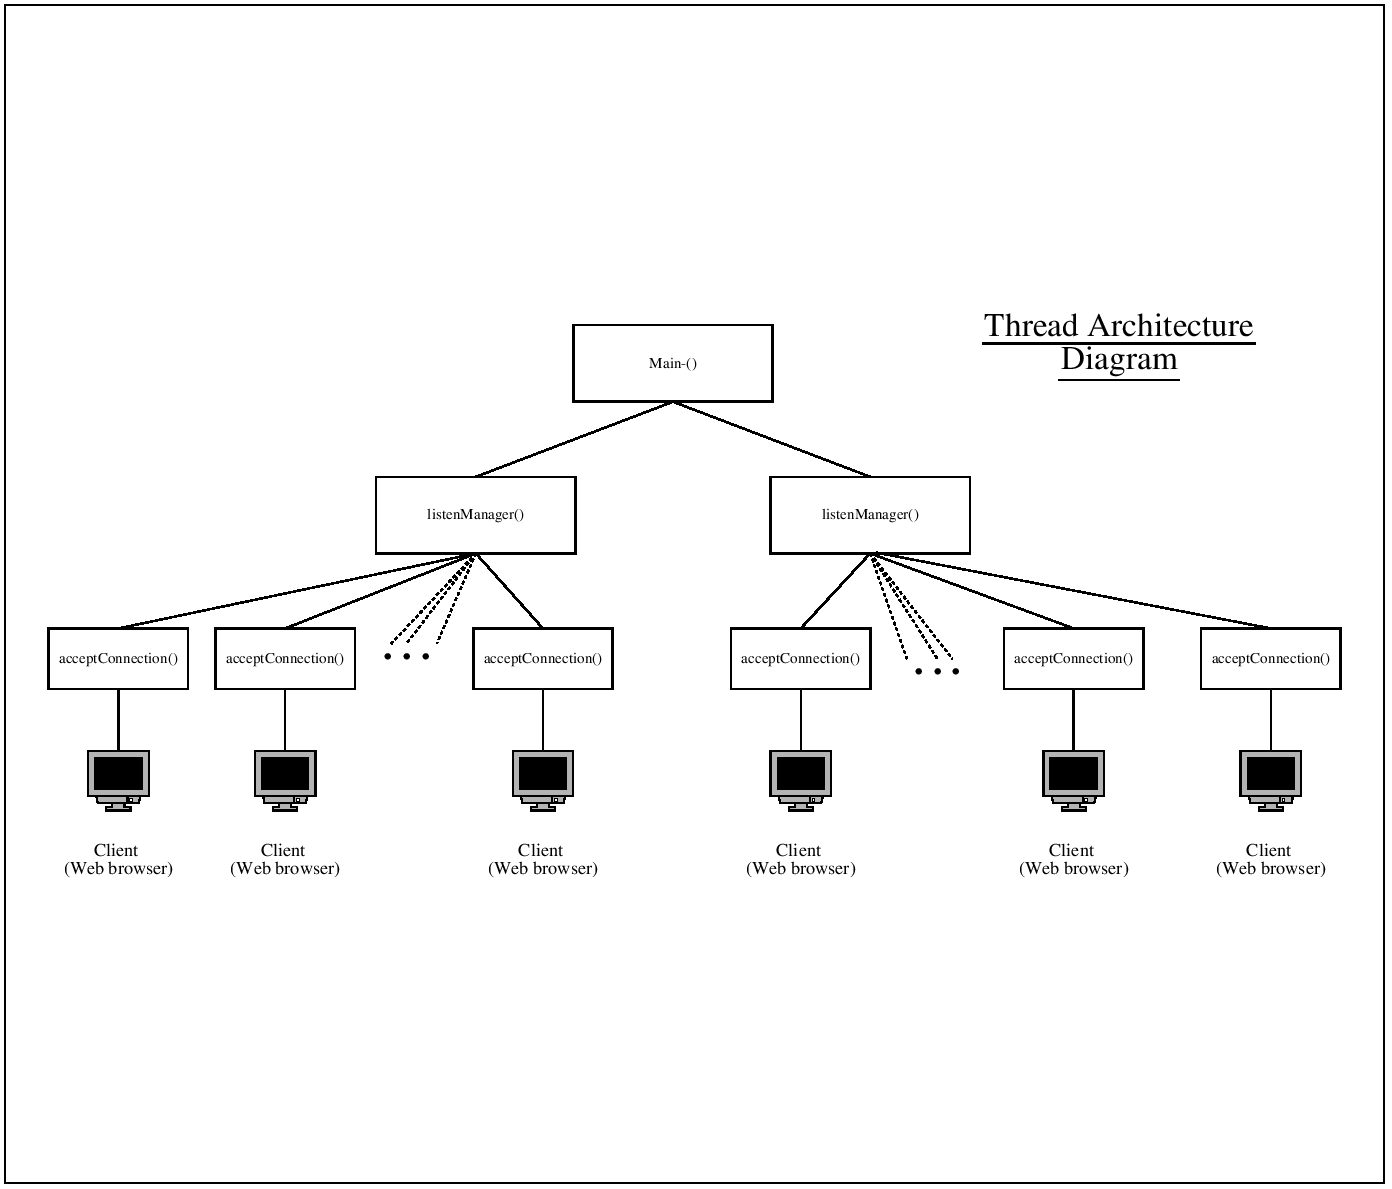 Thread Architecture
Diagram
Main-()
listenManager()
listenManager()
acceptConnection()
acceptConnection()
acceptConnection()
acceptConnection()
acceptConnection()
acceptConnection()
Client
(Web browser)
Client
(Web browser)
Client
(Web browser)
Client
(Web browser)
Client
(Web browser)
Client
(Web browser)